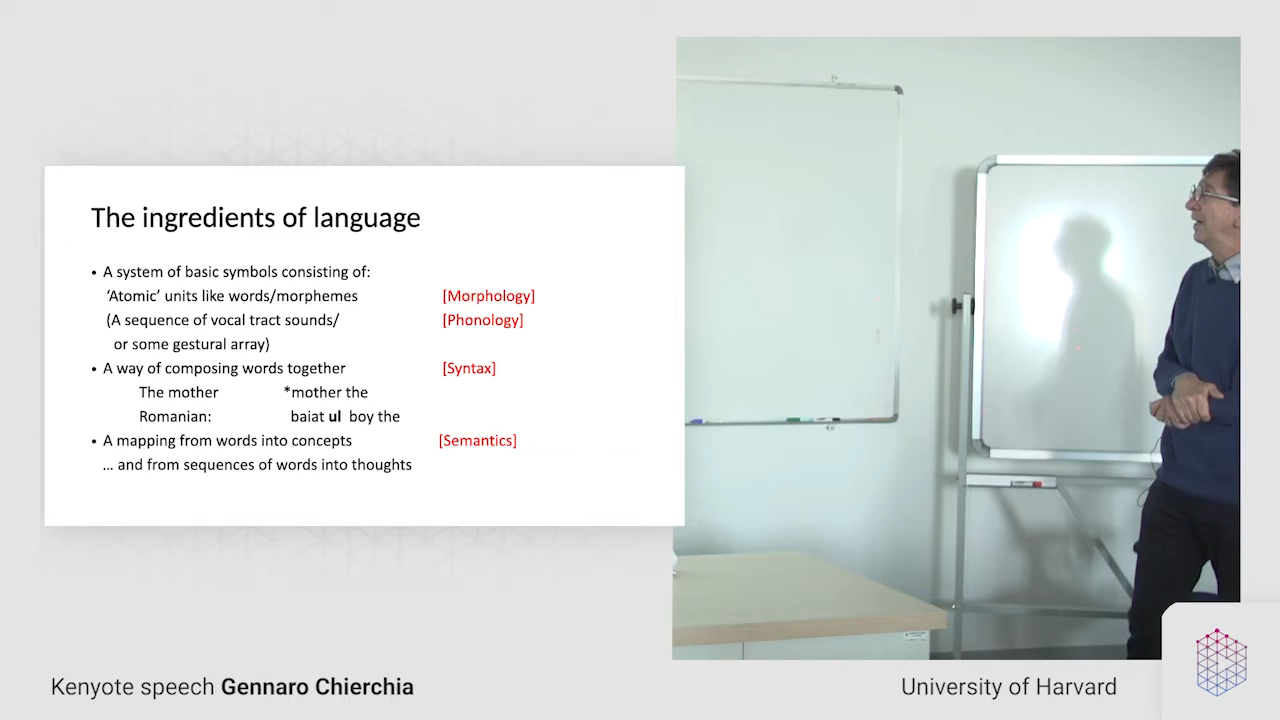 The ingredients of language
• A system of basic symbols consisting of:
‘Atomic’ units like words/morphemes [Morphology]
(A sequence of vocal tract sounds/ [Phonology]
or some gestural array)
• A way of composing words together [Syntax]
The mother *mother the
Romanian: baiat ul boy the
• A mapping from words into concepts [Semantics]
… and from sequences of words into thoughts
Kenyote speech Gennaro Chierchia
University of Harvard